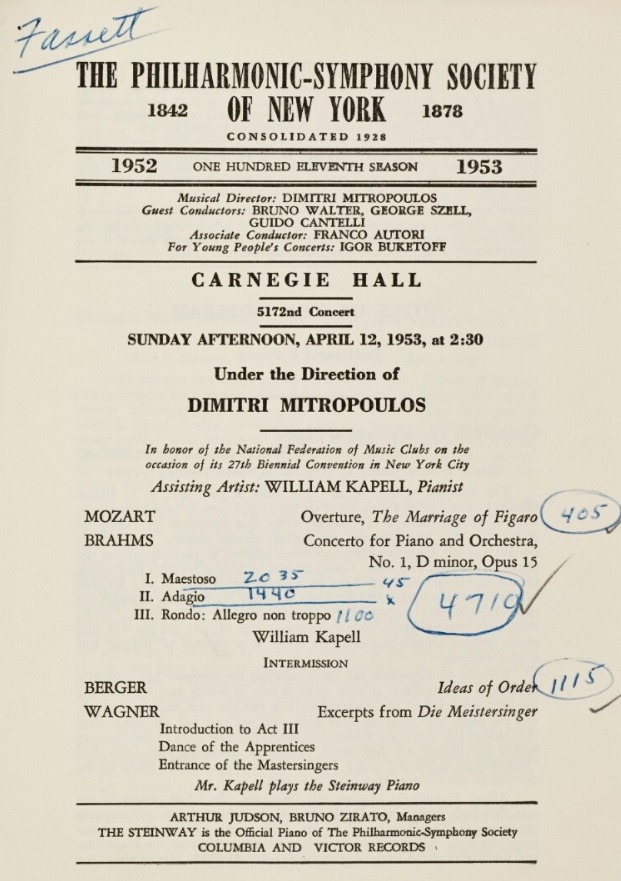 Fassett
THE PHILHARMONIC-SYMPHONY SOCIETY
1842 OF NEW YORK 1878
CONSOLIDATED 1928
1952 ONE HUNDRED ELEVENTH SEASON 1953
Musical Director: DIMITRI MITROPOULOS
Guest Conductors: BRUNO WALTER, GEORGE SZELL,
GUIDO CANTELLI
Associate Conductor: FRANCO AUTORI
For Young People's Concerts: IGOR BUKETOFF
CARNEGIE HALL
5172nd Concert
SUNDAY AFTERNOON, APRIL 12, 1953, at 2:30
Under the Direction of
DIMITRI MITROPOULOS
In honor of the National Federation of Music Clubs on the
occasion of its 27th Biennial Convention in New York City
Assisting Artist: WILLIAM KAPELL, Pianist
MOZART Overture, The Marriage of Figaro 405
BRAHMS Concerto for Piano and Orchestra,
No. 1, D minor, Opus 15
I. Maestoso 2035 45
II. Adagio 1440 x 4710
III. Rondo: Allegro non troppo 1100
William Kapell
INTERMISSION
BERGER Ideas of Order 1115
WAGNER Excerpts from Die Meistersinger
Introduction to Act III
Dance of the Apprentices
Entrance of the Mastersingers
Mr. Kapell plays the Steinway Piano
ARTHUR JUDSON, BRUNO ZIRATO, Managers
THE STEINWAY is the Official Piano of The Philharmonic-Symphony Society
COLUMBIA AND VICTOR RECORDS